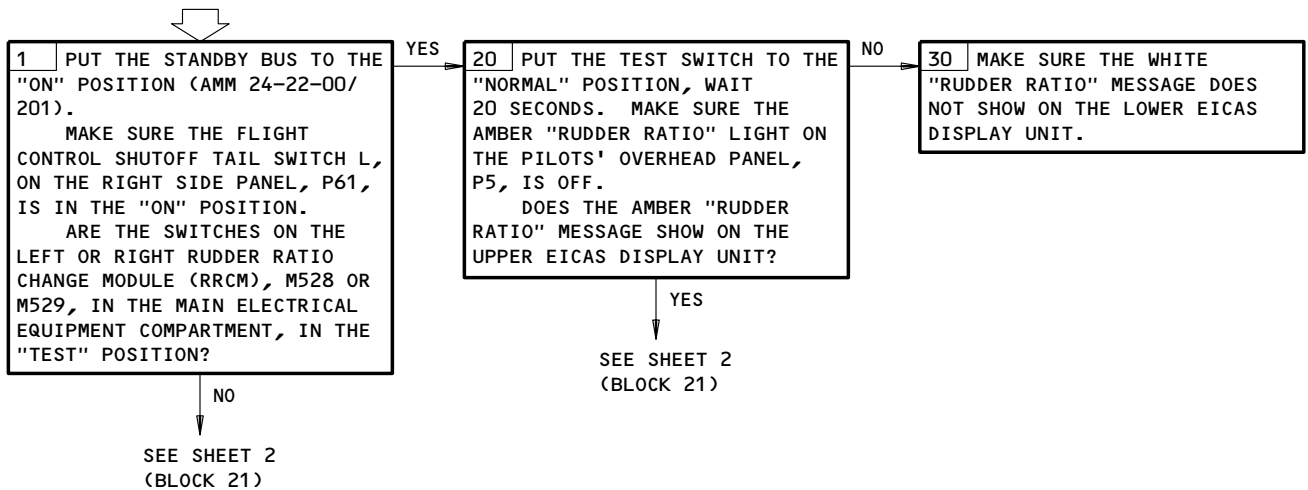 1 PUT THE STANDBY BUS TO THE
"ON" POSITION (AMM 24-22-00/
201).
MAKE SURE THE FLIGHT
CONTROL SHUTOFF TAIL SWITCH L,
ON THE RIGHT SIDE PANEL, P61,
IS IN THE "ON" POSITION.
ARE THE SWITCHES ON THE
LEFT OR RIGHT RUDDER RATIO
CHANGE MODULE (RRCM), M528 OR
M529, IN THE MAIN ELECTRICAL
EQUIPMENT COMPARTMENT, IN THE
"TEST" POSITION?
YES
NO
SEE SHEET 2
(BLOCK 21)
20 PUT THE TEST SWITCH TO THE
"NORMAL" POSITION, WAIT
20 SECONDS. MAKE SURE THE
AMBER "RUDDER RATIO" LIGHT ON
THE PILOTS' OVERHEAD PANEL,
P5, IS OFF.
DOES THE AMBER "RUDDER
RATIO" MESSAGE SHOW ON THE
UPPER EICAS DISPLAY UNIT?
NO
YES
SEE SHEET 2
(BLOCK 21)
30 MAKE SURE THE WHITE
"RUDDER RATIO" MESSAGE DOES
NOT SHOW ON THE LOWER EICAS
DISPLAY UNIT.